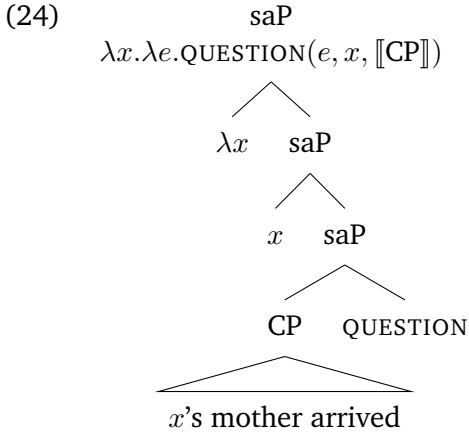 (24) saP
λx.λe.QUESTION(e, x, ⟦CP⟧)
λx saP
x saP
CP QUESTION
x's mother arrived